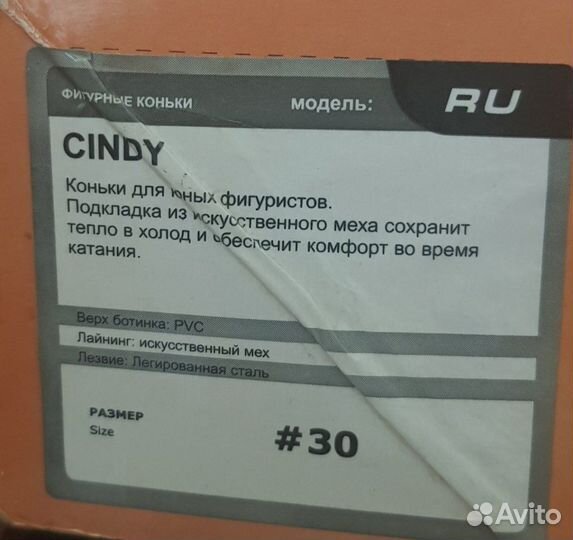 ФИГУРНЫЕ КОНЬКИ МОДЕЛЬ: RU
CINDY
Коньки для юных фигуристов.
Подкладка из искусственного меха сохранит
тепло в холод и обеспечит комфорт во время
катания.
Верх ботинка: PVC
Лайнинг: искусственный мех
Лезвие: Легированная сталь
РАЗМЕР
Size
#30
Avito